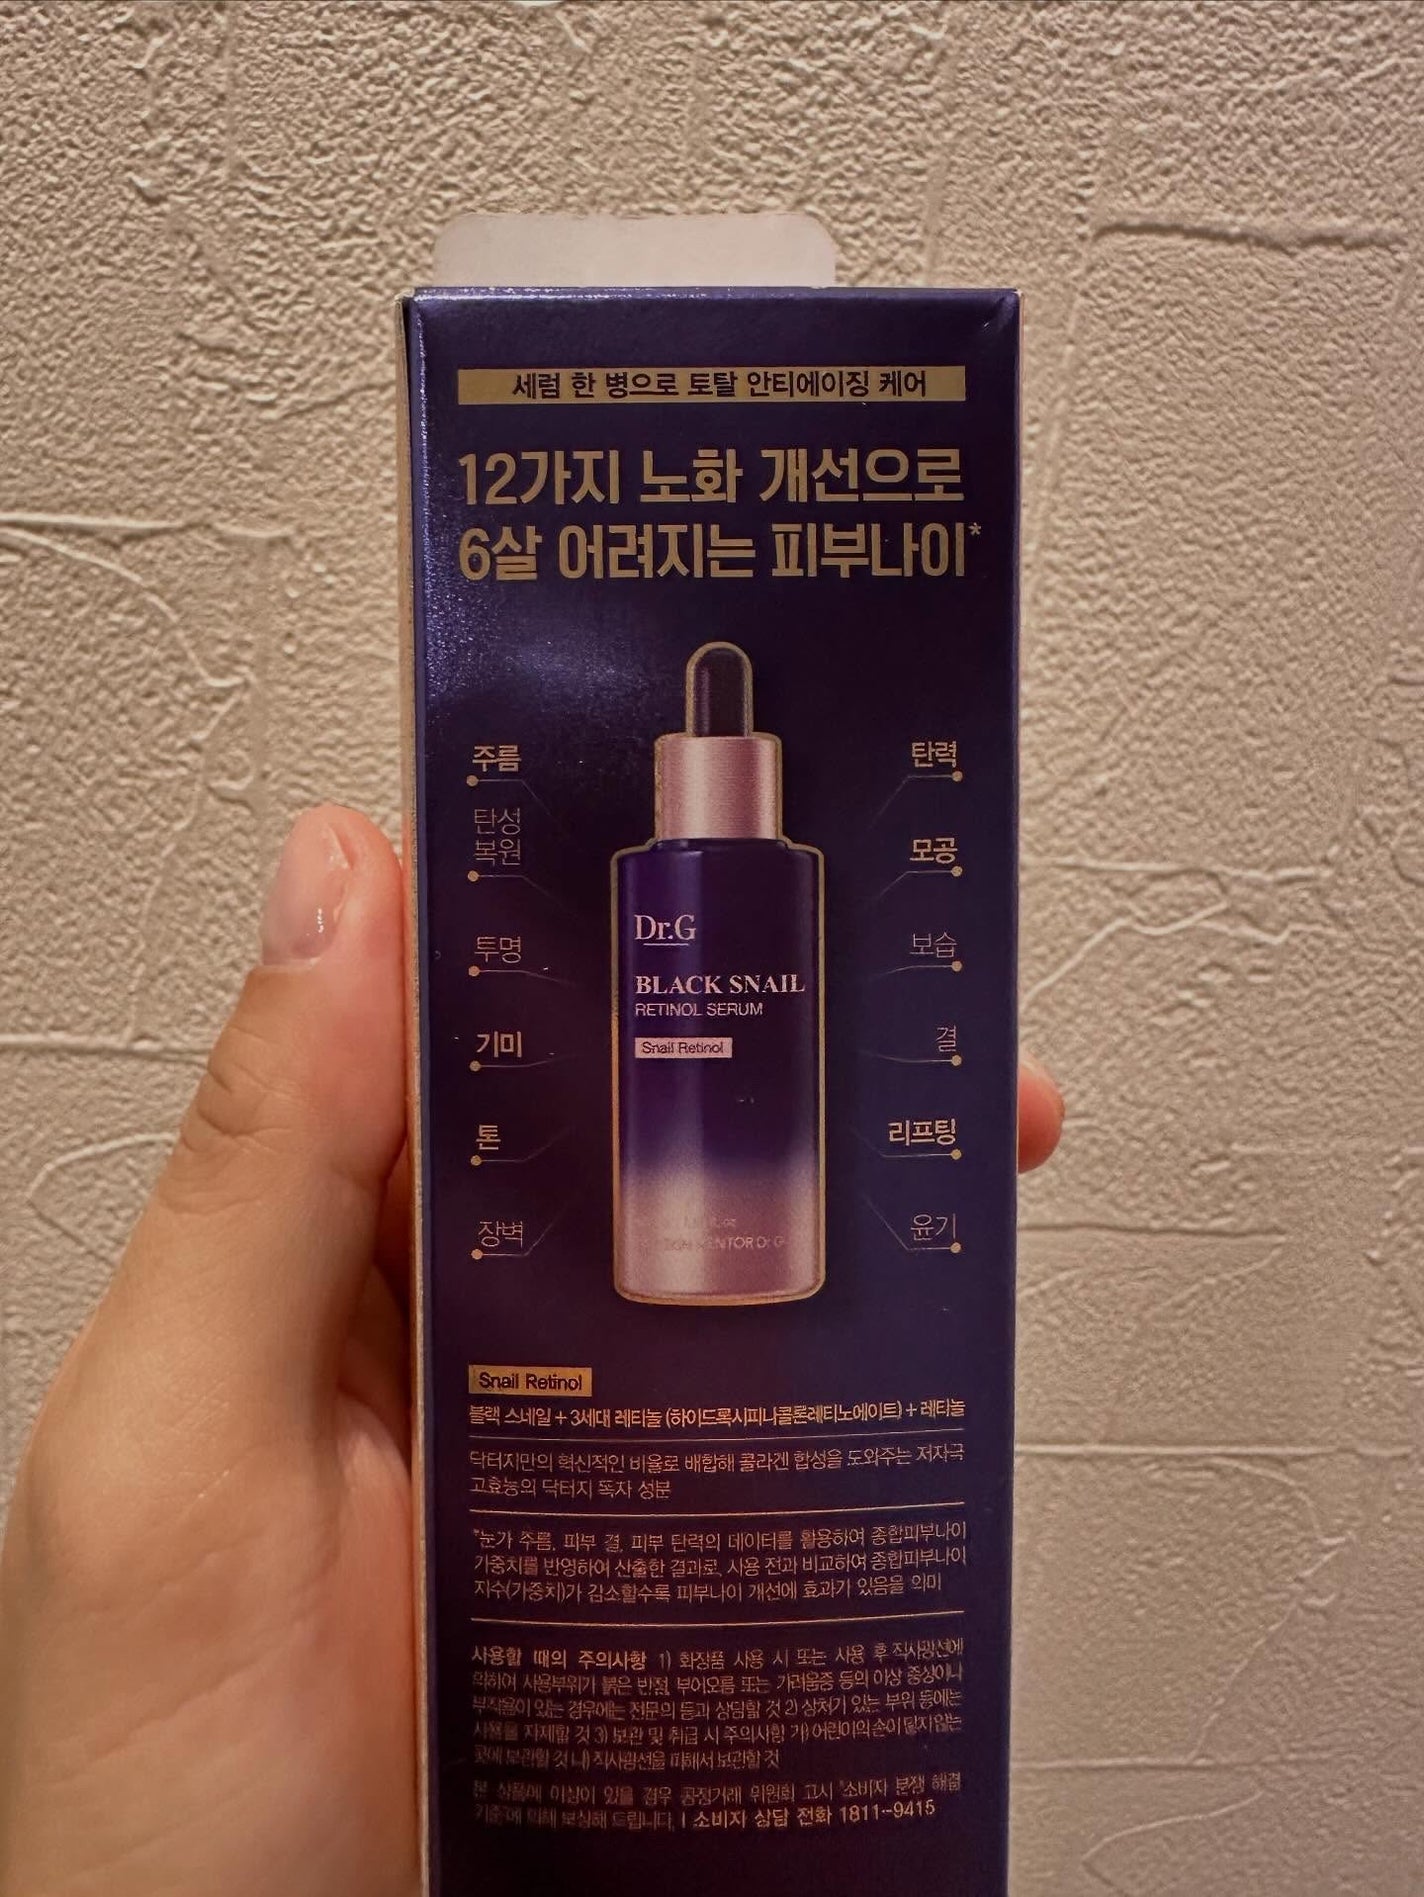 세럼 한 병으로 토탈 안티에이징 케어
12가지 노화 개선으로
6살 어려지는 피부나이*
주름
탄성
복원
투명
기미
톤
장벽
탄력
모공
보습
결
리프팅
윤기
Dr.G
BLACK SNAIL
RETINOL SERUM
Snail Retinol
Snail Retinol
블랙 스네일 + 3세대 레티놀 (하이드록시피나콜론레티노에이트) + 레티놀
닥터지만의 혁신적인 비율로 배합해 콜라겐 합성을 도와주는 저자극
고효능의 닥터지 독자 성분
*눈가 주름, 피부 결, 피부 탄력의 데이터를 활용하여 종합피부나이
가중치를 반영하여 산출한 결과로, 사용 전과 비교하여 종합피부나이
지수(가중치)가 감소할수록 피부나이 개선에 효과가 있음을 의미
사용할 때의 주의사항 1) 화장품 사용 시 또는 사용 후 직사광선에
의하여 사용부위가 붉은 반점, 부어오름 또는 가려움증 등의 이상 증상이나
부작용이 있는 경우에는 전문의 등과 상담할 것 2) 상처가 있는 부위 등에는
사용을 자제할 것 3) 보관 및 취급 시 주의사항 가) 어린이의 손이 닿지 않는
곳에 보관할 것 나) 직사광선을 피해서 보관할 것
본 상품에 이상이 있을 경우 공정거래 위원회 고시 "소비자 분쟁 해결
기준"에 의해 보상해 드립니다. | 소비자 상담 전화 1811-9415